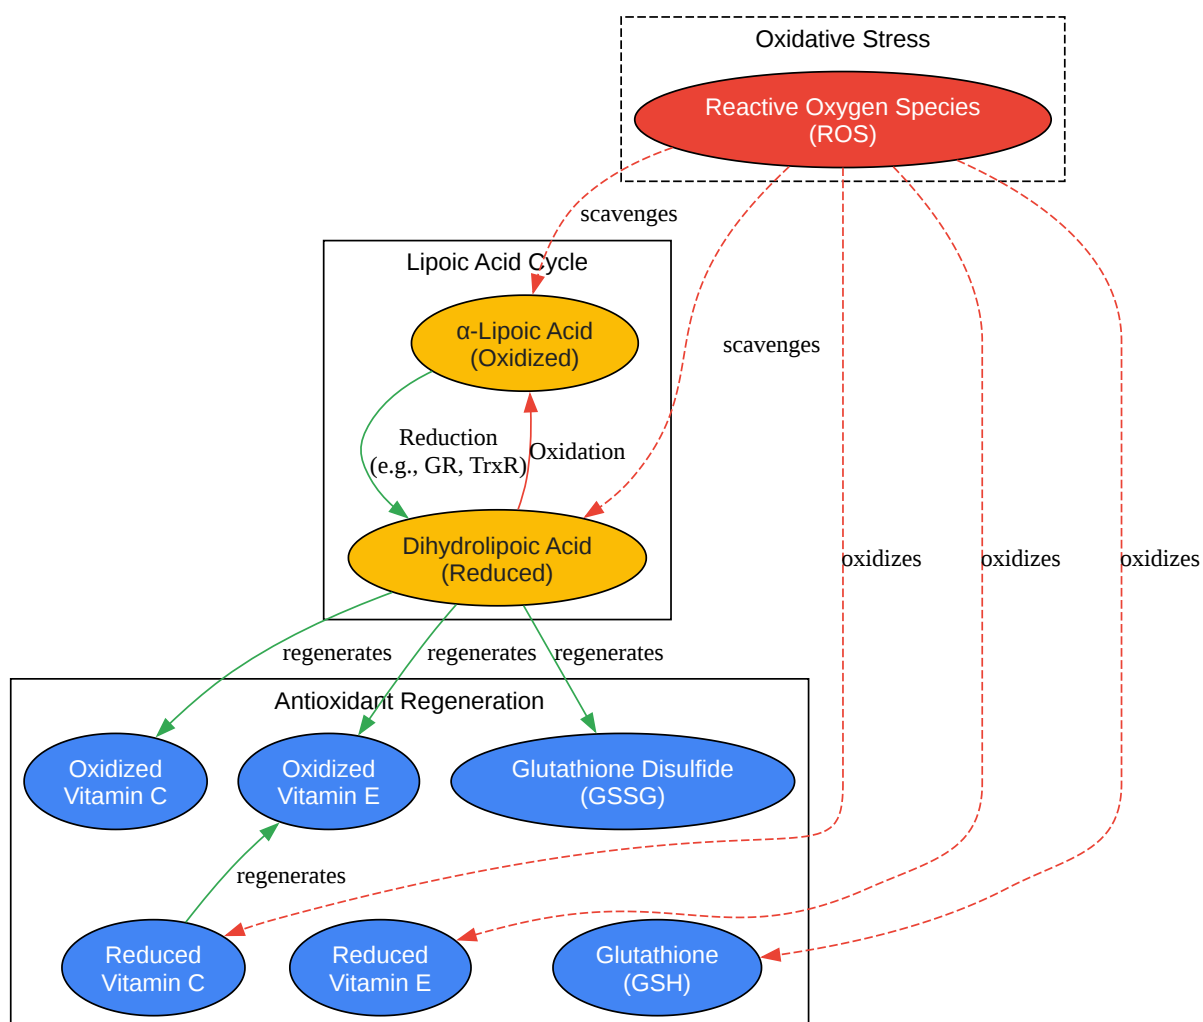 Oxidative Stress
Reactive Oxygen Species
(ROS)
scavenges
Lipoic Acid Cycle
α-Lipoic Acid
(Oxidized)
scavenges
Reduction
(e.g., GR, TrxR)
Oxidation
Dihydrolipoic Acid
(Reduced)
oxidizes
oxidizes
oxidizes
regenerates
regenerates
regenerates
Antioxidant Regeneration
Oxidized
Vitamin C
Oxidized
Vitamin E
Glutathione Disulfide
(GSSG)
regenerates
Reduced
Vitamin C
Reduced
Vitamin E
Glutathione
(GSH)